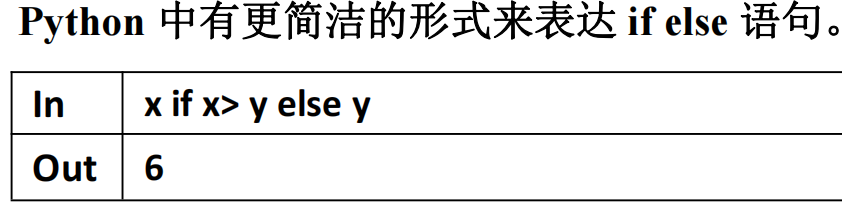 Python 中有更简洁的形式来表达 if else 语句。
In x if x> y else y
Out 6